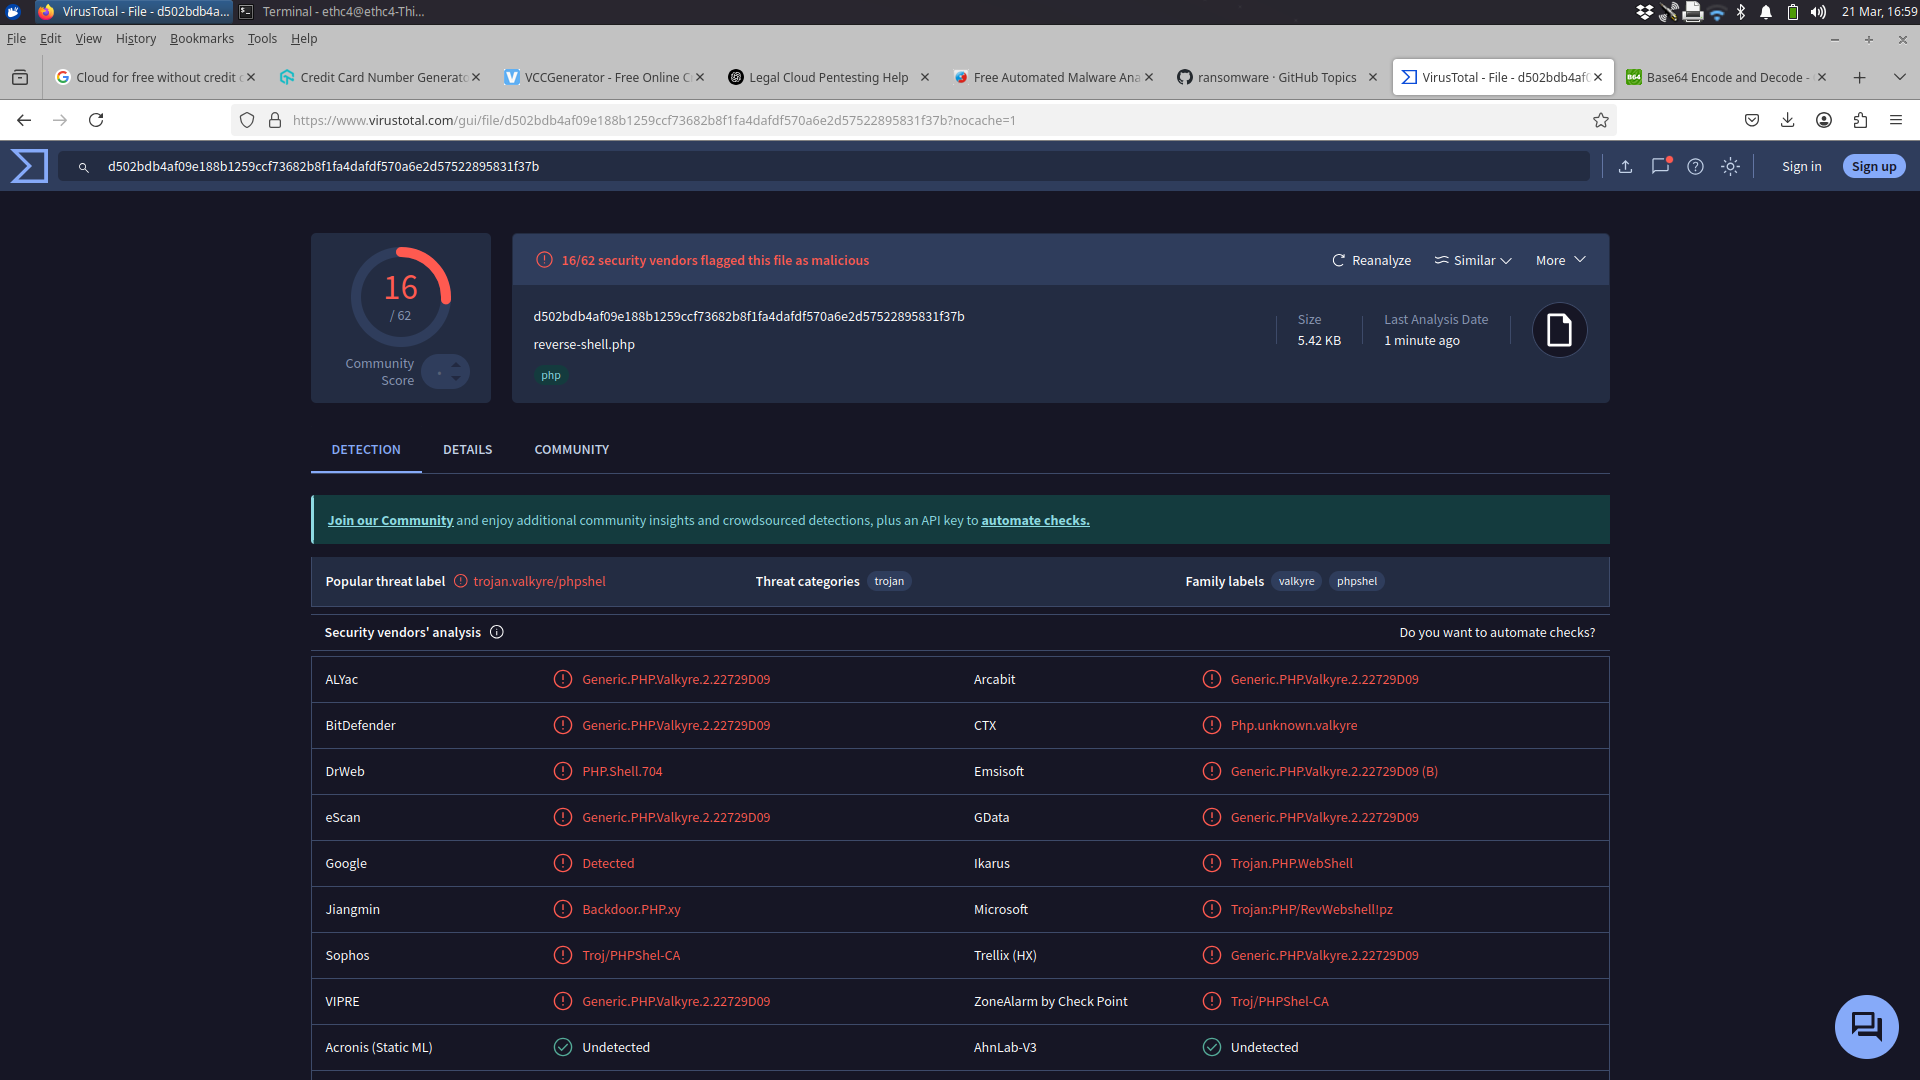 VirusTotal - File - d502bdb4a...
Terminal - ethc4@ethc4-Thi...
21 Mar, 16:59
File Edit View History Bookmarks Tools Help
Cloud for free without credit
Credit Card Number Generato
VCCGenerator - Free Online C
Legal Cloud Pentesting Help
Free Automated Malware Ana
ransomware · GitHub Topics
VirusTotal - File - d502bdb4af
Base64 Encode and Decode -
https://www.virustotal.com/gui/file/d502bdb4af09e188b1259ccf73682b8f1fa4dafdf570a6e2d57522895831f37b?nocache=1
d502bdb4af09e188b1259ccf73682b8f1fa4dafdf570a6e2d57522895831f37b
Sign in
Sign up
16
/ 62
Community
Score
16/62 security vendors flagged this file as malicious
Reanalyze
Similar
More
d502bdb4af09e188b1259ccf73682b8f1fa4dafdf570a6e2d57522895831f37b
reverse-shell.php
php
Size
5.42 KB
Last Analysis Date
1 minute ago
DETECTION
DETAILS
COMMUNITY
Join our Community and enjoy additional community insights and crowdsourced detections, plus an API key to automate checks.
Popular threat label trojan.valkyre/phpshel
Threat categories trojan
Family labels valkyre phpshel
Security vendors' analysis
Do you want to automate checks?
ALYac Generic.PHP.Valkyre.2.22729D09 Arcabit Generic.PHP.Valkyre.2.22729D09
BitDefender Generic.PHP.Valkyre.2.22729D09 CTX Php.unknown.valkyre
DrWeb PHP.Shell.704 Emsisoft Generic.PHP.Valkyre.2.22729D09 (B)
eScan Generic.PHP.Valkyre.2.22729D09 GData Generic.PHP.Valkyre.2.22729D09
Google Detected Ikarus Trojan.PHP.WebShell
Jiangmin Backdoor.PHP.xy Microsoft Trojan:PHP/RevWebshell!pz
Sophos Troj/PHPShel-CA Trellix (HX) Generic.PHP.Valkyre.2.22729D09
VIPRE Generic.PHP.Valkyre.2.22729D09 ZoneAlarm by Check Point Troj/PHPShel-CA
Acronis (Static ML) Undetected AhnLab-V3 Undetected